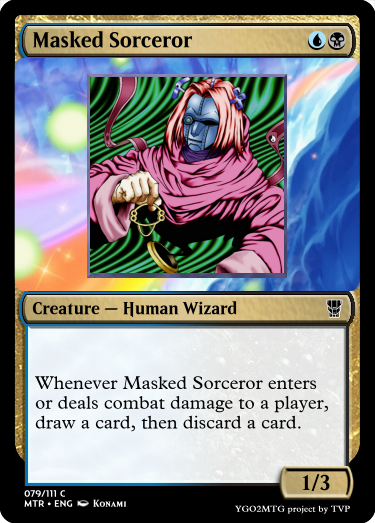 Masked Sorceror
Creature — Human Wizard
Whenever Masked Sorceror enters
or deals combat damage to a player,
draw a card, then discard a card.
1/3
079/111 C
MTR • ENG KONAMI
YGO2MTG project by TVP